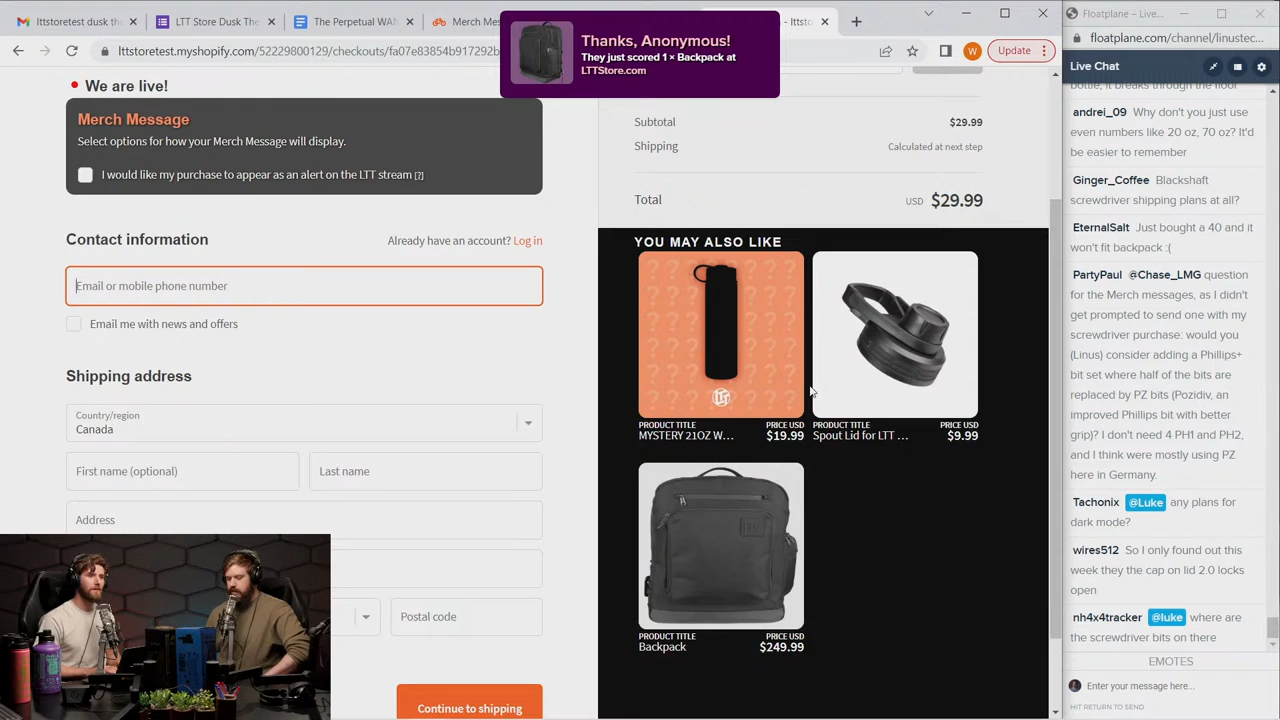 lttstoretest dusk th
LTT Store Dusk The
The Perpetual WAN
Merch Me
lttsto
lttstoretest.myshopify.com/52229800129/checkouts/fa07e83854b917292b
W
Update
Thanks, Anonymous!
They just scored 1 × Backpack at
LTTStore.com
We are live!
Merch Message
Select options for how your Merch Message will display.
I would like my purchase to appear as an alert on the LTT stream [?]
Contact information
Already have an account? Log in
Email or mobile phone number
Email me with news and offers
Shipping address
Country/region
Canada
First name (optional)
Last name
Address
Postal code
Continue to shipping
Subtotal
$29.99
Shipping
Calculated at next step
Total
USD $29.99
YOU MAY ALSO LIKE
PRODUCT TITLE
PRICE USD
MYSTERY 21OZ W...
$19.99
PRODUCT TITLE
PRICE USD
Spout Lid for LTT ...
$9.99
PRODUCT TITLE
PRICE USD
Backpack
$249.99
Floatplane – Live...
floatplane.com/channel/linustec...
Live Chat
bottle, it breaks through the floor
andrei_09 Why don't you just
use even numbers like 20 oz, 70 oz? It'd
be easier to remember
Ginger_Coffee Blackshaft
screwdriver shipping plans at all?
EternalSalt Just bought a 40 and it
won't fit backpack :(
PartyPaul @Chase_LMG question
for the Merch messages, as I didn't
get prompted to send one with my
screwdriver purchase: would you
(Linus) consider adding a Phillips+
bit set where half of the bits are
replaced by PZ bits (Pozidiv, an
improved Phillips bit with better
grip)? I don't need 4 PH1 and PH2,
and I think were mostly using PZ
here in Germany.
Tachonix @Luke any plans for
dark mode?
wires512 So I only found out this
week they the cap on lid 2.0 locks
open
nh4x4tracker @luke where are
the screwdriver bits on there
EMOTES
Enter your message here...
HIT RETURN TO SEND